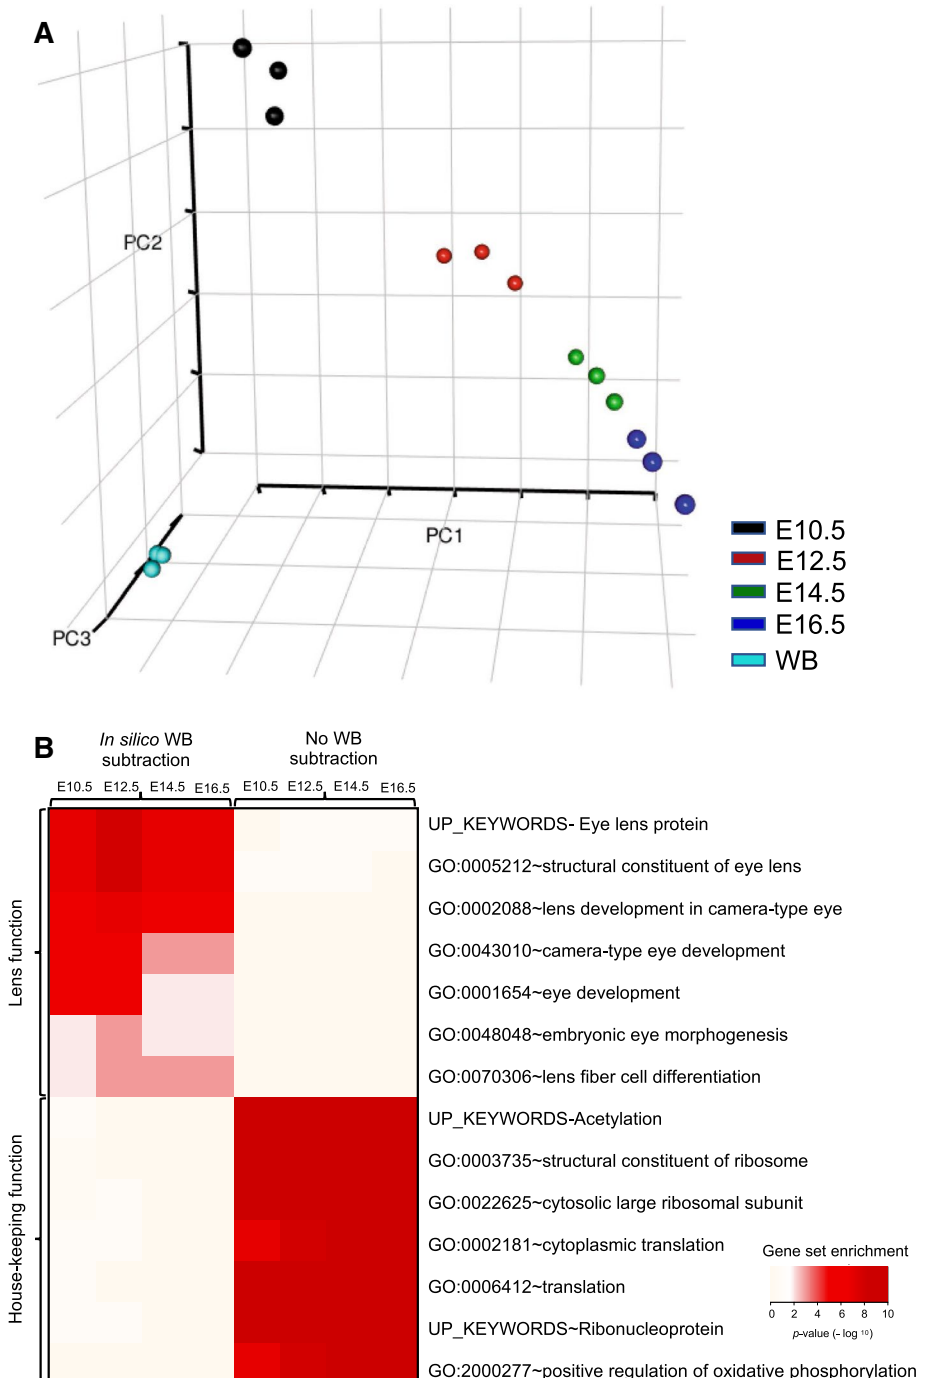 A
PC2
PC1
PC3
E10.5
E12.5
E14.5
E16.5
WB
B
In silico WB
subtraction
No WB
subtraction
E10.5 E12.5 E14.5 E16.5 E10.5 E12.5 E14.5 E16.5
Lens function
UP_KEYWORDS- Eye lens protein
GO:0005212~structural constituent of eye lens
GO:0002088~lens development in camera-type eye
GO:0043010~camera-type eye development
GO:0001654~eye development
GO:0048048~embryonic eye morphogenesis
GO:0070306~lens fiber cell differentiation
House-keeping function
UP_KEYWORDS-Acetylation
GO:0003735~structural constituent of ribosome
GO:0022625~cytosolic large ribosomal subunit
GO:0002181~cytoplasmic translation
GO:0006412~translation
UP_KEYWORDS~Ribonucleoprotein
GO:2000277~positive regulation of oxidative phosphorylation
Gene set enrichment
0 2 4 6 8 10
p-value (- log 10)